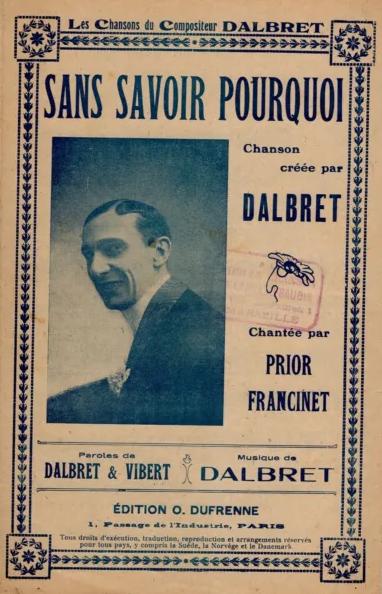 Les Chansons du Compositeur DALBRET
SANS SAVOIR POURQUOI
Chanson
créée par
DALBRET
Chantée par
PRIOR
FRANCINET
Paroles de
DALBRET & VIBERT
Musique de
DALBRET
ÉDITION O. DUFRENNE
1, Passage de l'Industrie, PARIS
Tous droits d'exécution, traduction, reproduction et arrangements réservés
pour tous pays, y compris la Suède, la Norvège et le Danemark